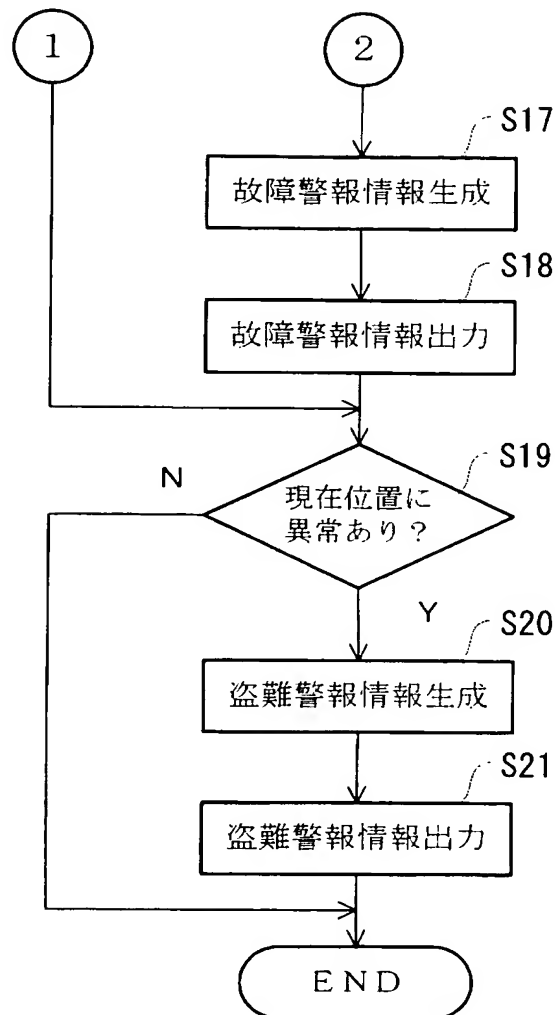 1
2
S17
故障警報情報生成
S18
故障警報情報出力
S19
N
現在位置に
異常あり?
Y
S20
盗難警報情報生成
S21
盗難警報情報出力
END